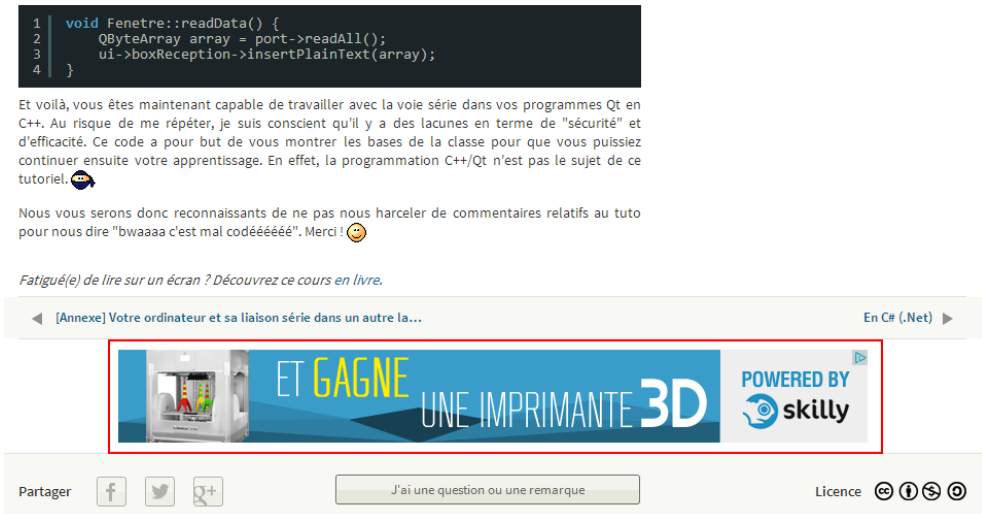 1 void Fenetre::readData() {
2 QByteArray array = port->readAll();
3 ui->boxReception->insertPlainText(array);
4 }
Et voilà, vous êtes maintenant capable de travailler avec la voie série dans vos programmes Qt en
C++. Au risque de me répéter, je suis conscient qu'il y a des lacunes en terme de "sécurité" et
d'efficacité. Ce code a pour but de vous montrer les bases de la classe pour que vous puissiez
continuer ensuite votre apprentissage. En effet, la programmation C++/Qt n'est pas le sujet de ce
tutoriel.
Nous vous serons donc reconnaissants de ne pas nous harceler de commentaires relatifs au tuto
pour nous dire "bwaaaa c'est mal codéééééé". Merci !
Fatigué(e) de lire sur un écran ? Découvrez ce cours en livre.
[Annexe] Votre ordinateur et sa liaison série dans un autre la...
En C# (.Net)
ET GAGNE
UNE IMPRIMANTE 3D
POWERED BY
skilly
Partager
f
g+
J'ai une question ou une remarque
Licence
cc